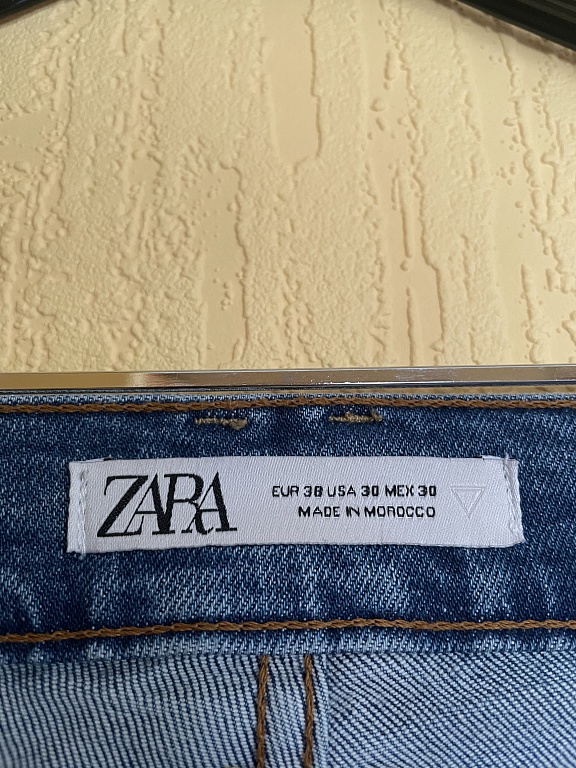 ZARA
EUR 38 USA 30 MEX 30
MADE IN MOROCCO